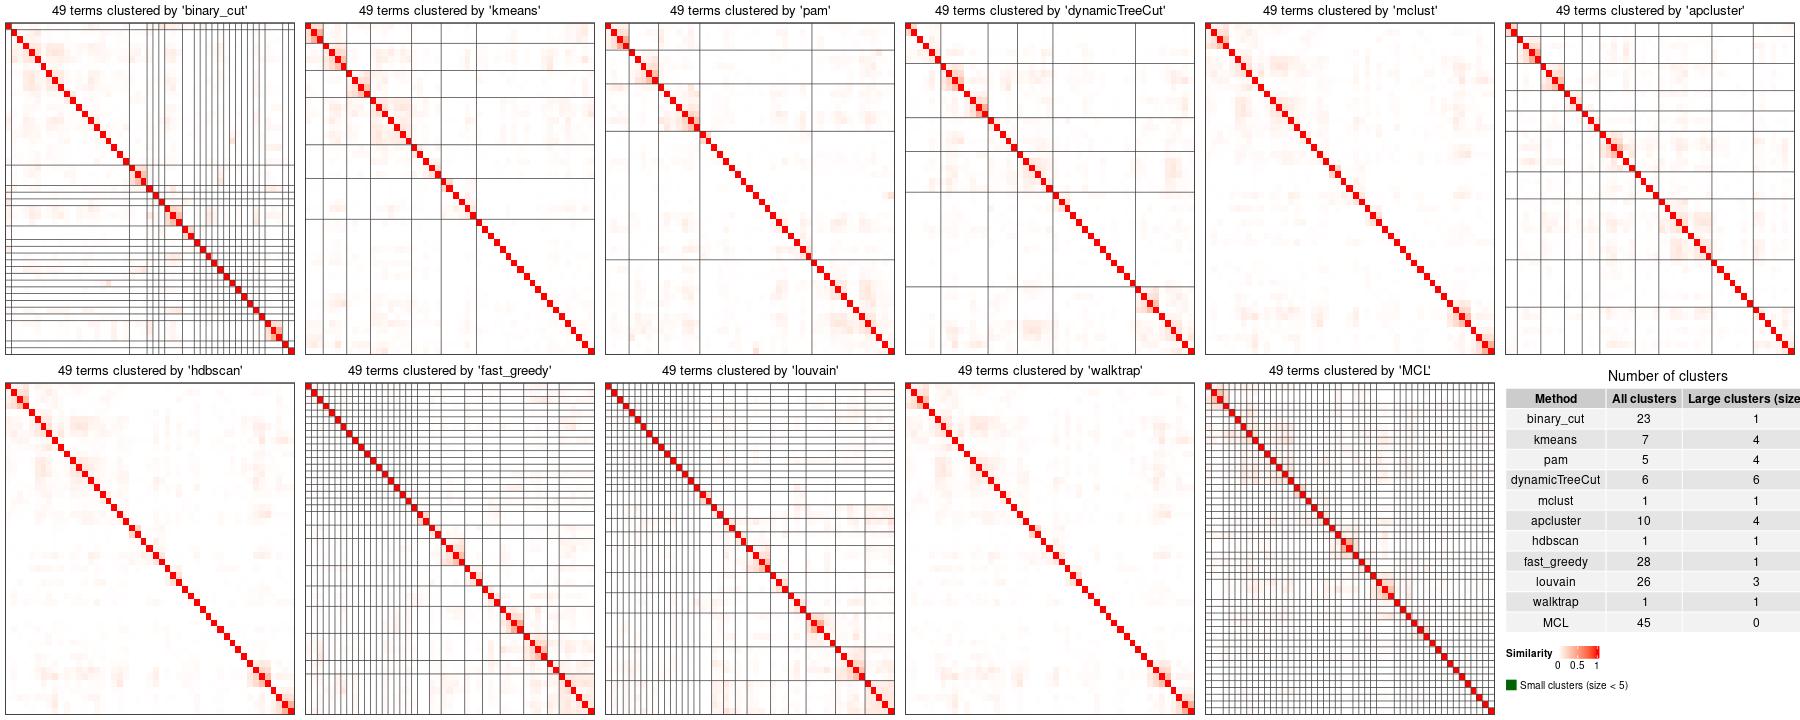 49 terms clustered by 'binary_cut'
49 terms clustered by 'kmeans'
49 terms clustered by 'pam'
49 terms clustered by 'dynamicTreeCut'
49 terms clustered by 'mclust'
49 terms clustered by 'apcluster'
49 terms clustered by 'hdbscan'
49 terms clustered by 'fast_greedy'
49 terms clustered by 'louvain'
49 terms clustered by 'walktrap'
49 terms clustered by 'MCL'
Number of clusters
Method All clusters Large clusters (size
binary_cut 23 1
kmeans 7 4
pam 5 4
dynamicTreeCut 6 6
mclust 1 1
apcluster 10 4
hdbscan 1 1
fast_greedy 28 1
louvain 26 3
walktrap 1 1
MCL 45 0
Similarity
0 0.5 1
Small clusters (size < 5)